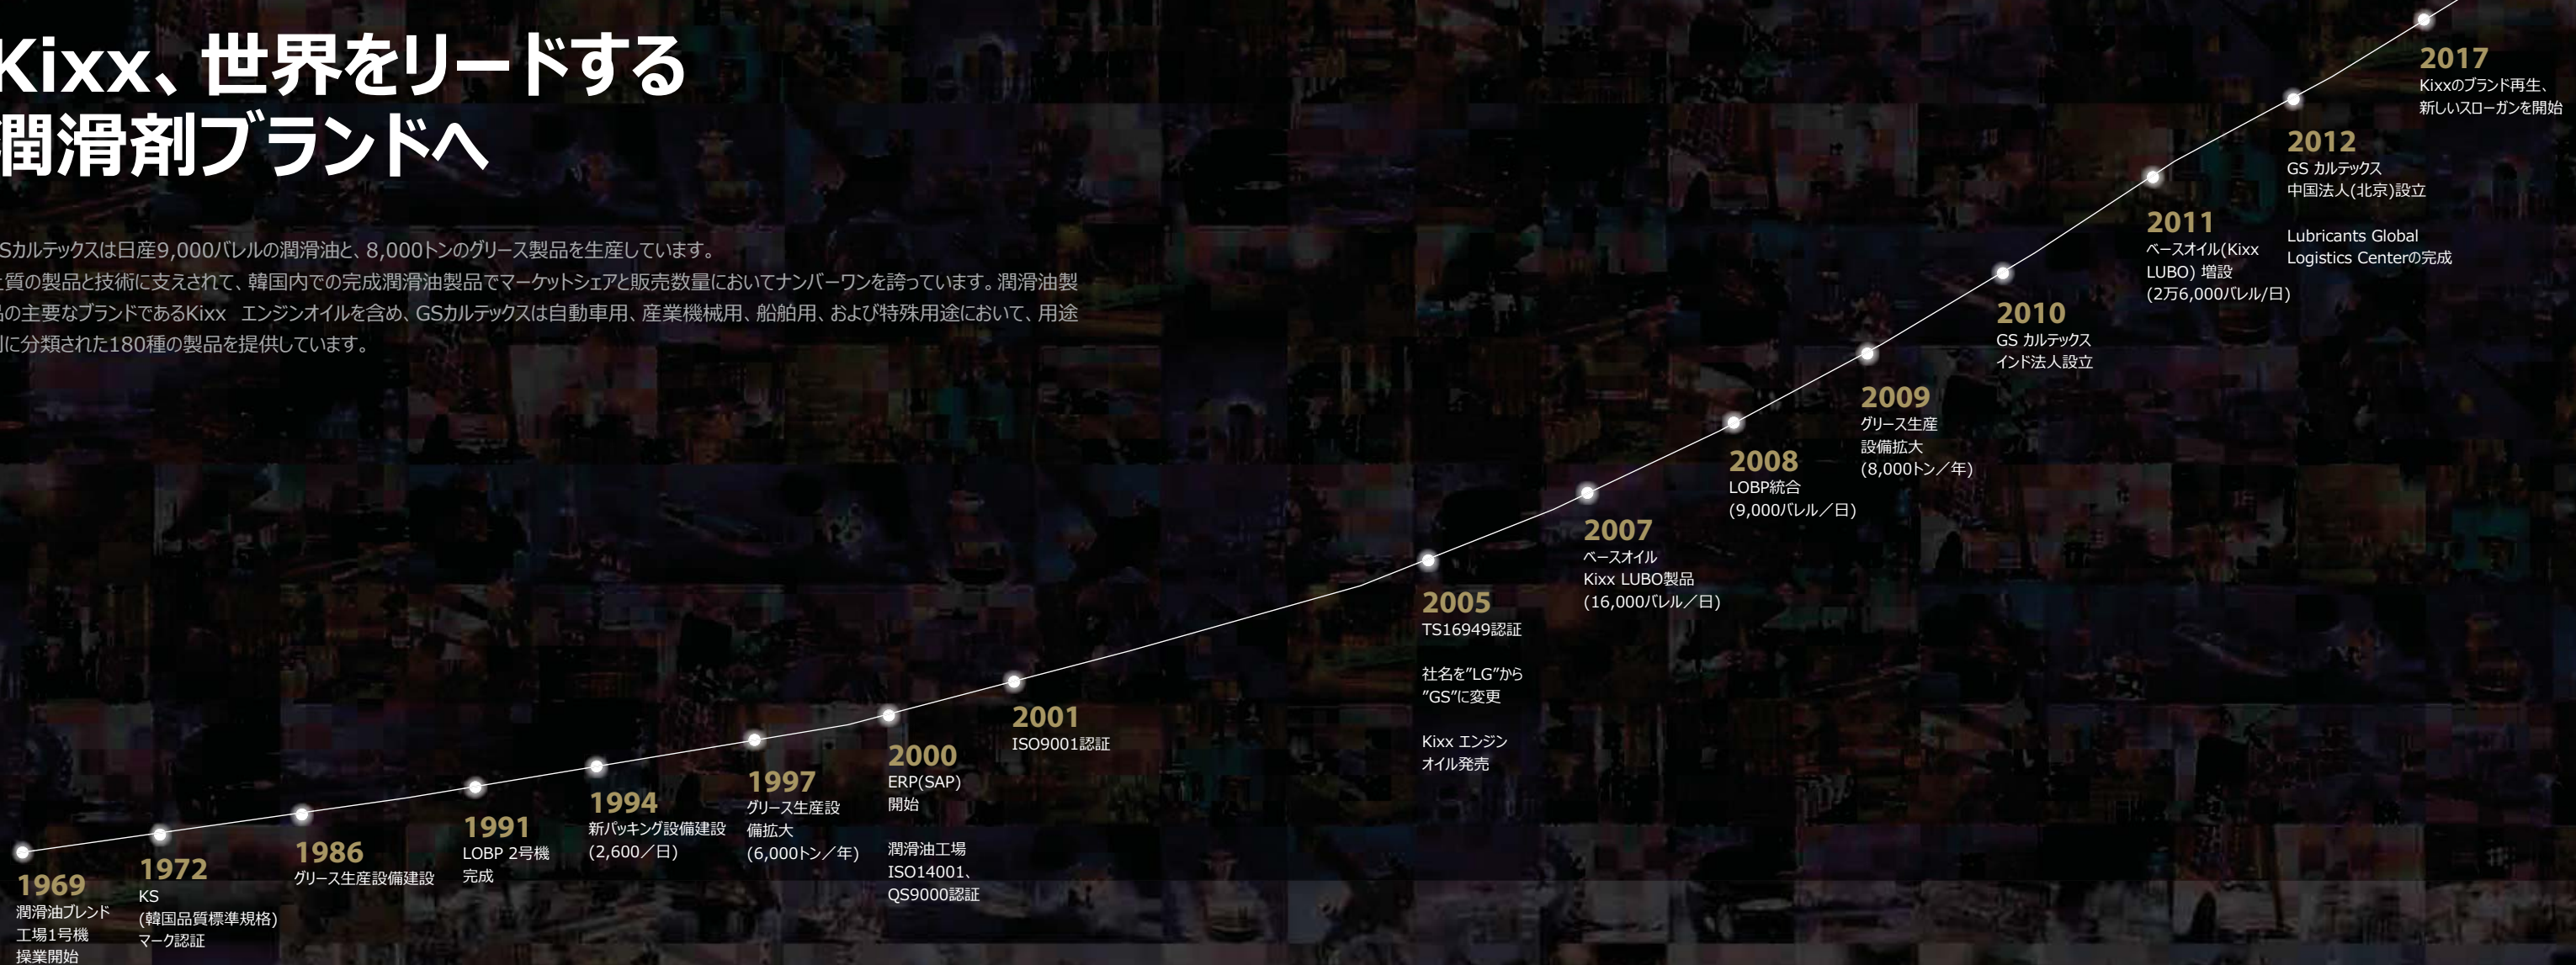 Kixx、世界をリードする
潤滑剤ブランドへ
Sカルテックスは日産9,000バレルの潤滑油と、8,000トンのグリース製品を生産しています。
質の製品と技術に支えされて、韓国内での完成潤滑油製品でマーケットシェアと販売数量においてナンバーワンを誇っています。潤滑油製
の主要なブランドであるKixx エンジンオイルを含め、GSカルテックスは自動車用、産業機械用、船舶用、および特殊用途において、用途
に分類された180種の製品を提供しています。
1969
潤滑油ブレンド
工場1号機
操業開始
1972
KS
(韓国品質標準規格)
マーク認証
1986
グリース生産設備建設
1991
LOBP 2号機
完成
1994
新パッキング設備建設
(2,600/日)
1997
グリース生産設
備拡大
(6,000トン/年)
2000
ERP(SAP)
開始
潤滑油工場
ISO14001、
QS9000認証
2001
ISO9001認証
2005
TS16949認証
社名を"LG"から
"GS"に変更
Kixx エンジン
オイル発売
2007
ベースオイル
Kixx LUBO製品
(16,000バレル/日)
2008
LOBP統合
(9,000バレル/日)
2009
グリース生産
設備拡大
(8,000トン/年)
2010
GS カルテックス
インド法人設立
2011
ベースオイル(Kixx
LUBO) 増設
(2万6,000バレル/日)
2012
GS カルテックス
中国法人(北京)設立
Lubricants Global
Logistics Centerの完成
2017
Kixxのブランド再生、
新しいスローガンを開始